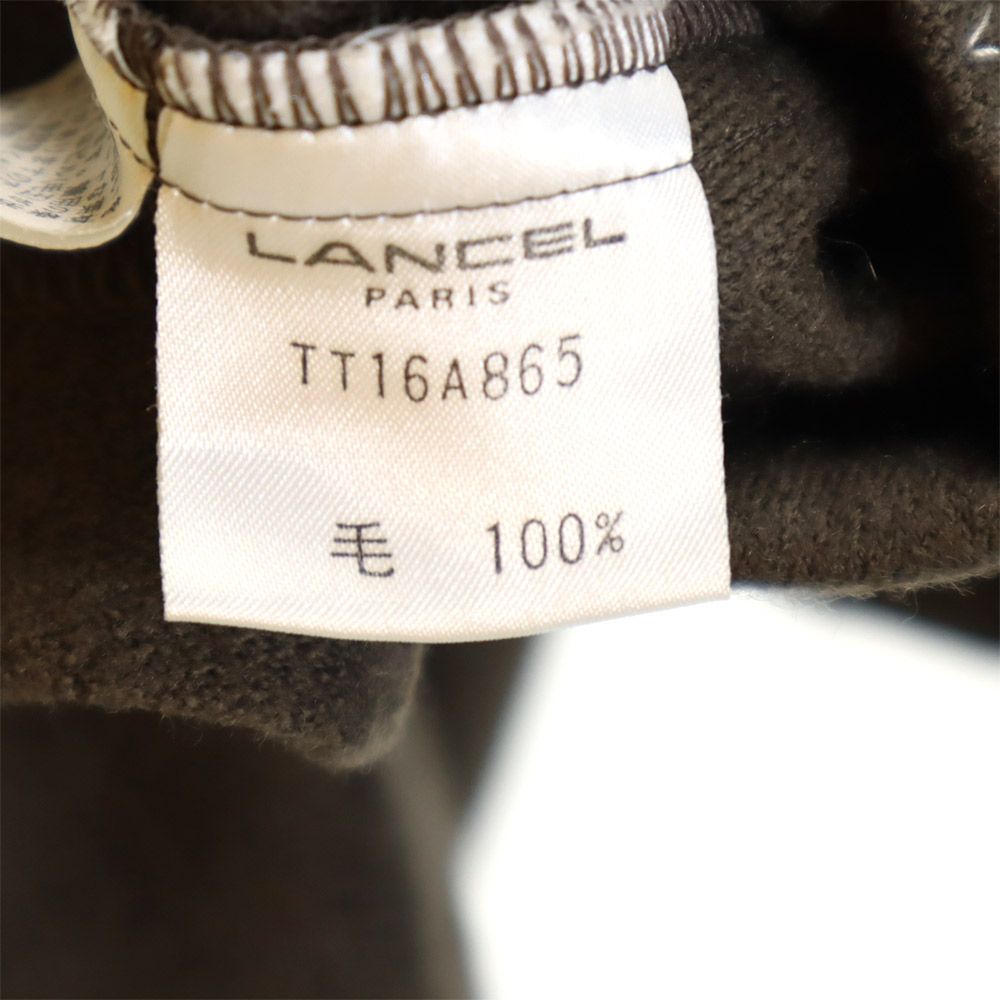 LANCEL
PARIS
TT16A865
毛 100%